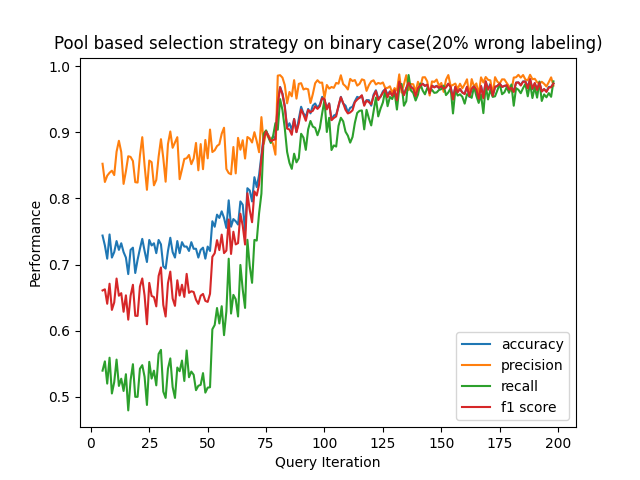 Pool based selection strategy on binary case(20% wrong labeling)
1.0
0.9
0.8
0.7
0.6
0.5
Performance
0
25
50
75
100
125
150
175
200
Query Iteration
accuracy
precision
recall
f1 score